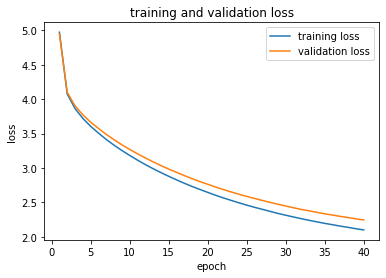 training and validation loss
training loss
validation loss
5.0
4.5
4.0
3.5
3.0
2.5
2.0
loss
0 5 10 15 20 25 30 35 40
epoch